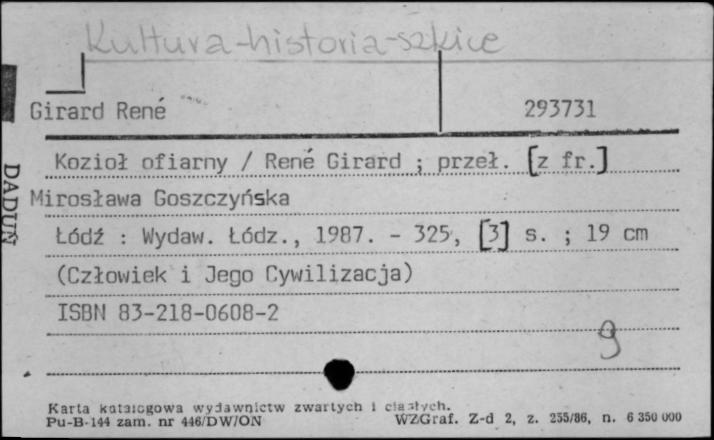 Kultura-historia-szkice
Girard René 293731
Kozioł ofiarny / René Girard ; przeł. [z fr.]
Mirosława Goszczyńska
Łódź : Wydaw. Łódz., 1987. - 325, [3] s. ; 19 cm
(Człowiek i Jego Cywilizacja)
ISBN 83-218-0608-2
9
DADUŃ
Karta katalogowa wydawnictw zwartych i ciągłych.
Pu-B-144 zam. nr 446/DW/ON WZGraf. Z-d 2, z. 255/86, n. 6 350 000